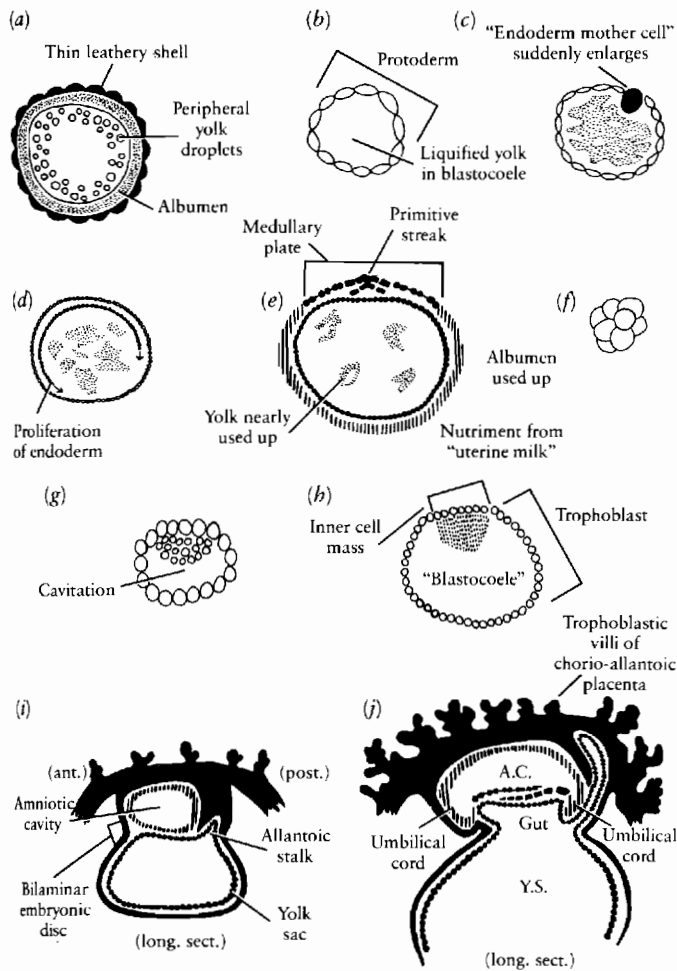 (a)
Thin leathery shell
Peripheral
yolk
droplets
Albumen
(b)
Protoderm
Liquified yolk
in blastocoele
(c)
“Endoderm mother cell”
suddenly enlarges
(d)
Proliferation
of endoderm
Medullary
plate
Primitive
streak
(e)
Yolk nearly
used up
Albumen
used up
Nutriment from
“uterine milk”
(f)
(g)
Cavitation
(h)
Inner cell
mass
Trophoblast
“Blastocoele”
(i)
(ant.)
(post.)
Amniotic
cavity
Allantoic
stalk
Bilaminar
embryonic
disc
Yolk
sac
(long. sect.)
Trophoblastic
villi of
chorio-allantoic
placenta
(j)
A.C.
Gut
Umbilical
cord
Umbilical
cord
Y.S.
(long. sect.)